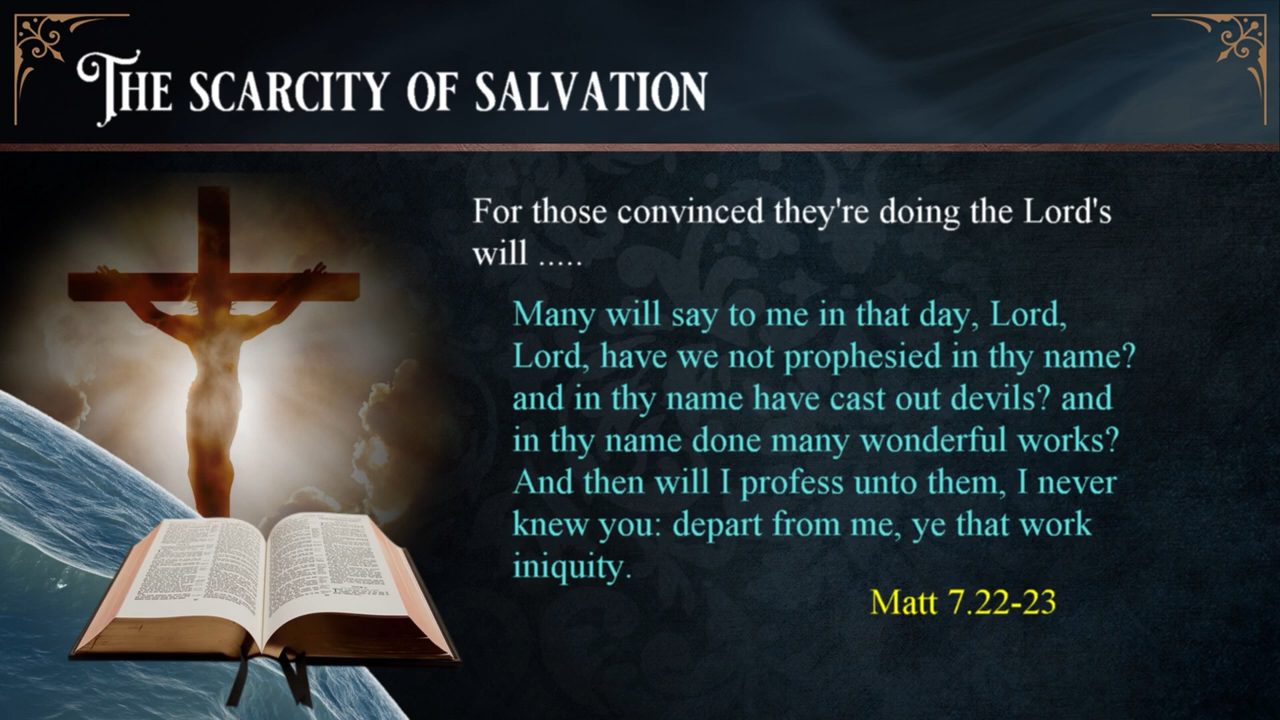 The scarcity of salvation
For those convinced they're doing the Lord's
will .....
Many will say to me in that day, Lord,
Lord, have we not prophesied in thy name?
and in thy name have cast out devils? and
in thy name done many wonderful works?
And then will I profess unto them, I never
knew you: depart from me, ye that work
iniquity.
Matt 7.22-23